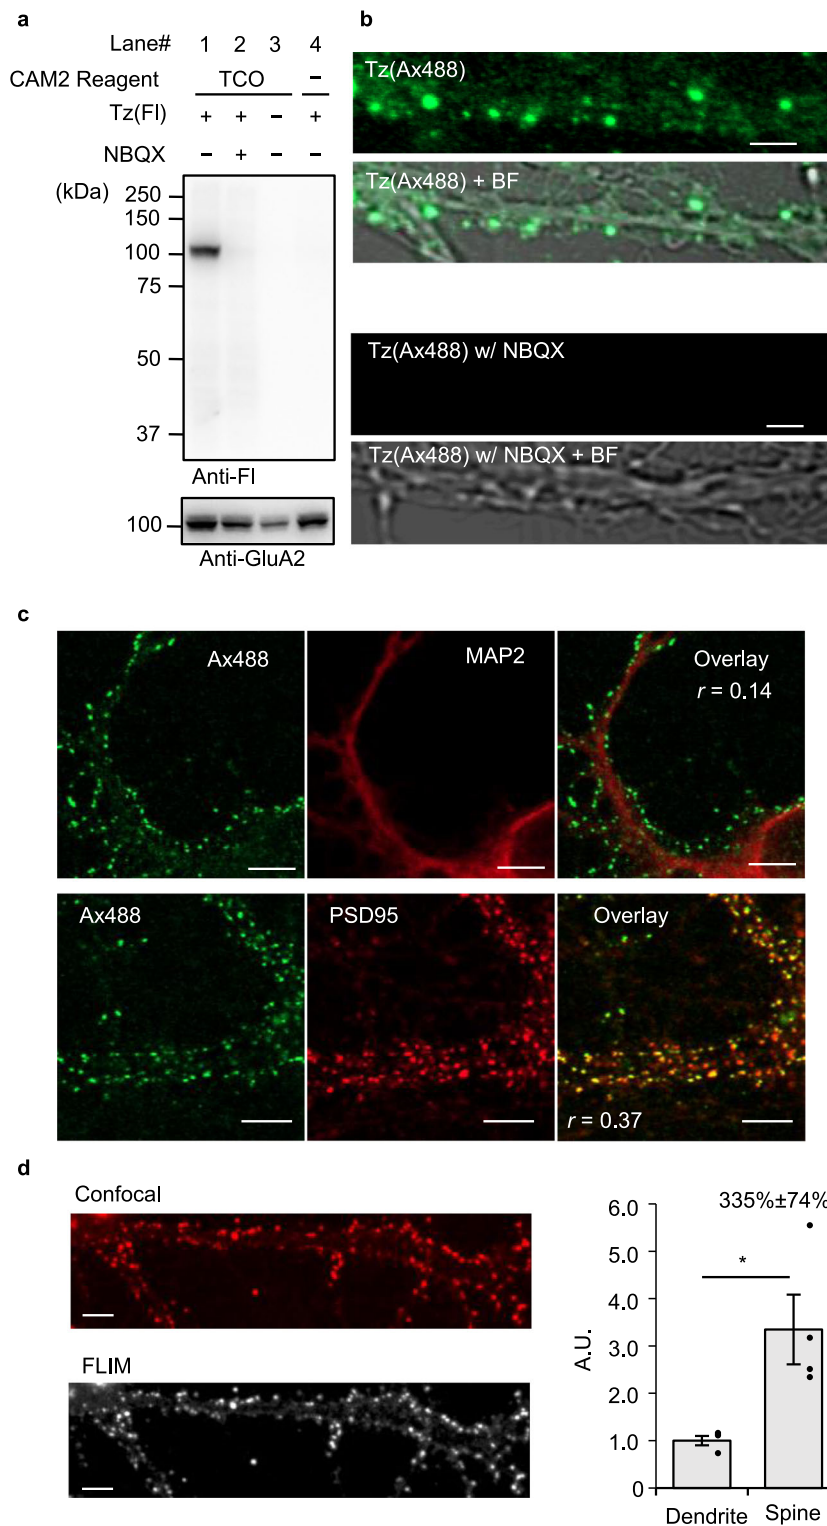 a
Lane# 1 2 3 4
CAM2 Reagent TCO –
Tz(Fl) + + – +
NBQX – + – –
(kDa)
250
150
100
75
50
37
Anti-Fl
100
Anti-GluA2
b
Tz(Ax488)
Tz(Ax488) + BF
Tz(Ax488) w/ NBQX
Tz(Ax488) w/ NBQX + BF
c
Ax488
MAP2
Overlay
r = 0.14
Ax488
PSD95
Overlay
r = 0.37
d
Confocal
FLIM
335%±74%
*
A.U.
6.0
5.0
4.0
3.0
2.0
1.0
0
Dendrite Spine